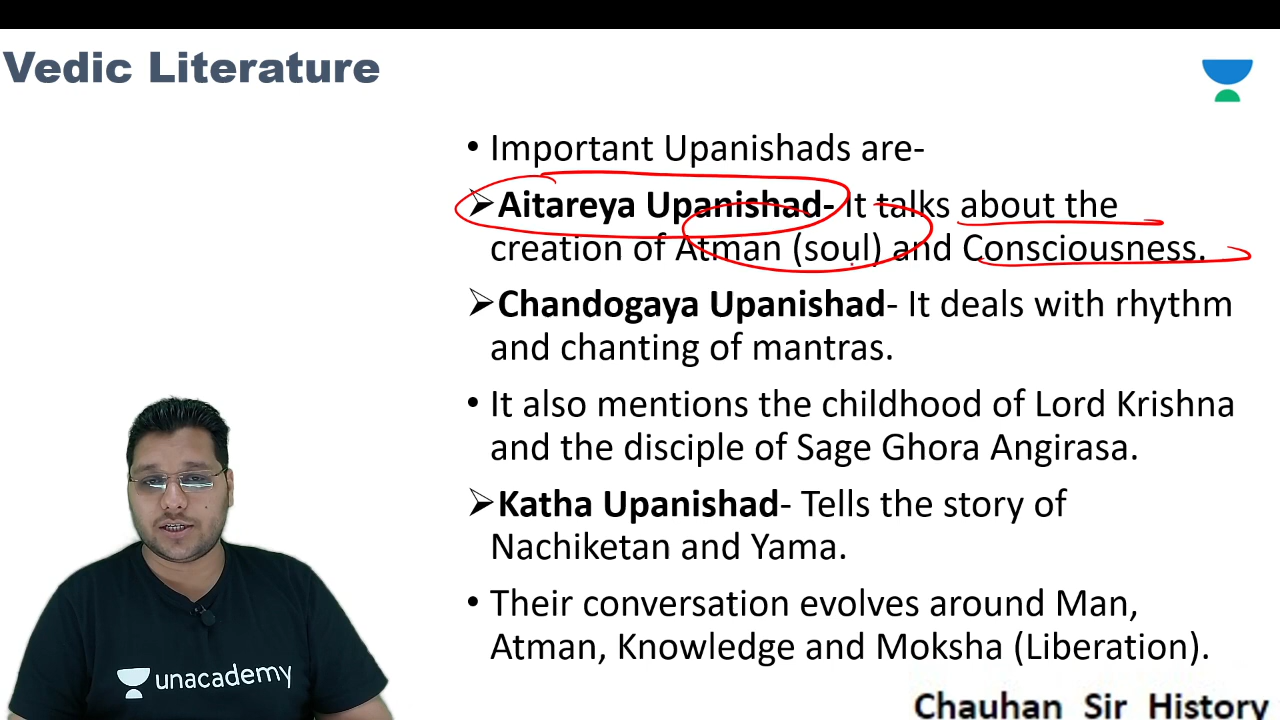 Vedic Literature
• Important Upanishads are-
➢Aitareya Upanishad- It talks about the
creation of Atman (soul) and Consciousness.
➢Chandogaya Upanishad- It deals with rhythm
and chanting of mantras.
• It also mentions the childhood of Lord Krishna
and the disciple of Sage Ghora Angirasa.
➢Katha Upanishad- Tells the story of
Nachiketan and Yama.
• Their conversation evolves around Man,
Atman, Knowledge and Moksha (Liberation).
unacademy
Chauhan Sir History